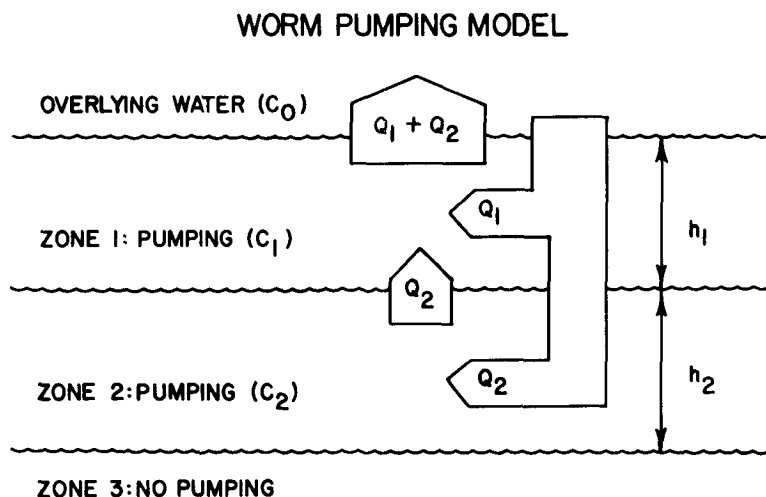 WORM PUMPING MODEL
OVERLYING WATER (C₀)
Q₁ + Q₂
Q₁
h₁
ZONE 1: PUMPING (C₁)
Q₂
Q₂
h₂
ZONE 2: PUMPING (C₂)
ZONE 3: NO PUMPING